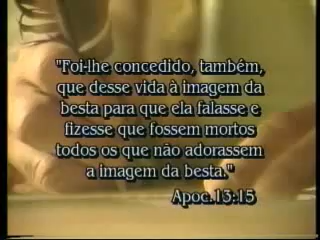 "Foi-lhe concedido, também,
que desse vida à imagem da
besta para que ela falasse e
fizesse que fossem mortos
todos os que não adorassem
a imagem da besta."
Apoc.13:15